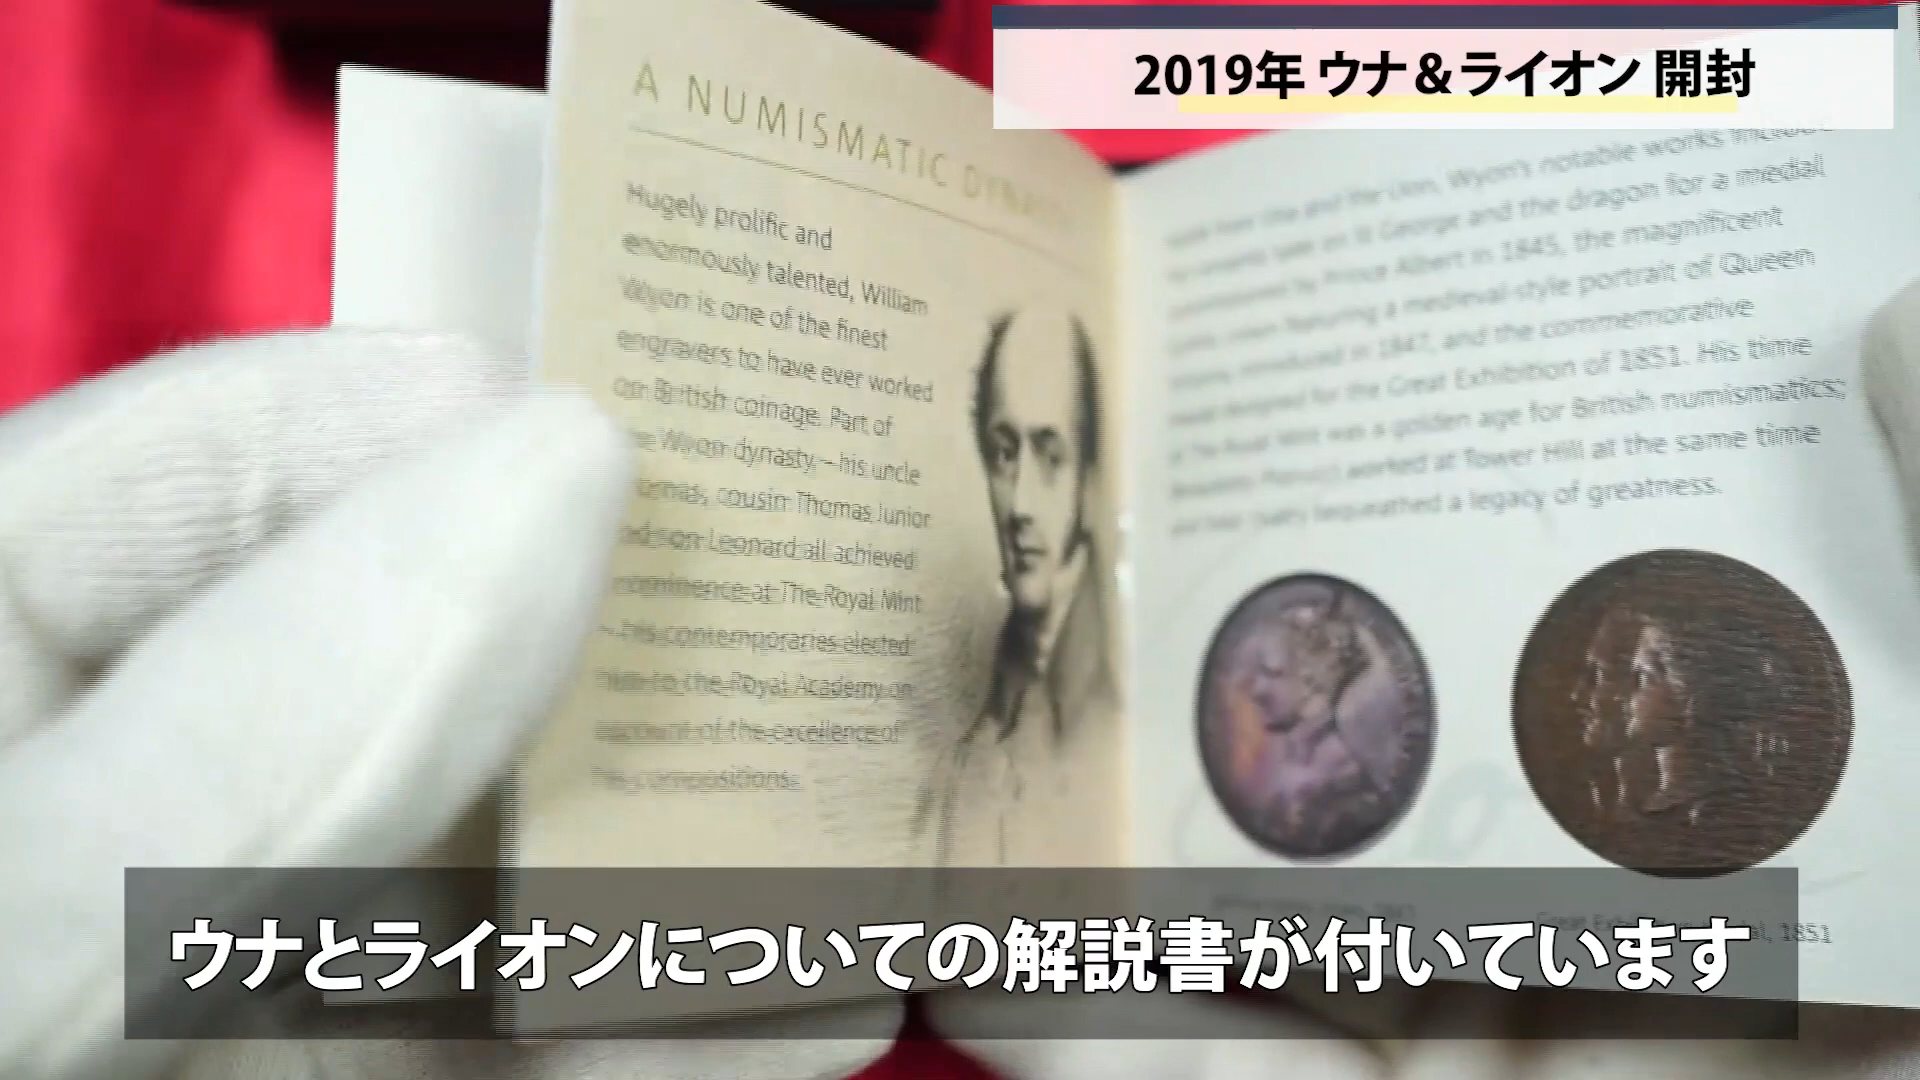 2019年 ウナ＆ライオン 開封
A NUMISMATIC
Hugely prolific and
enormously talented, William
Wyon is one of the finest
engravers to have ever worked
on British coinage. Part of
Wyon dynasty – his uncle
cousin Thomas Junior
son Leonard all achieved
prominence at The Royal Mint
– his contemporaries elected
him to the Royal Academy on
account of the excellence of
his compositions.
and the Lion, Wyon's notable works
St George and the dragon for a medal
by Prince Albert in 1845, the magnificent
featuring a medieval-style portrait of Queen
introduced in 1847, and the commemorative
for the Great Exhibition of 1851. His time
at The Royal Mint was a golden age for British numismatics;
worked at Tower Hill at the same time
bequeathed a legacy of greatness.
1851
ウナとライオンについての解説書が付いています